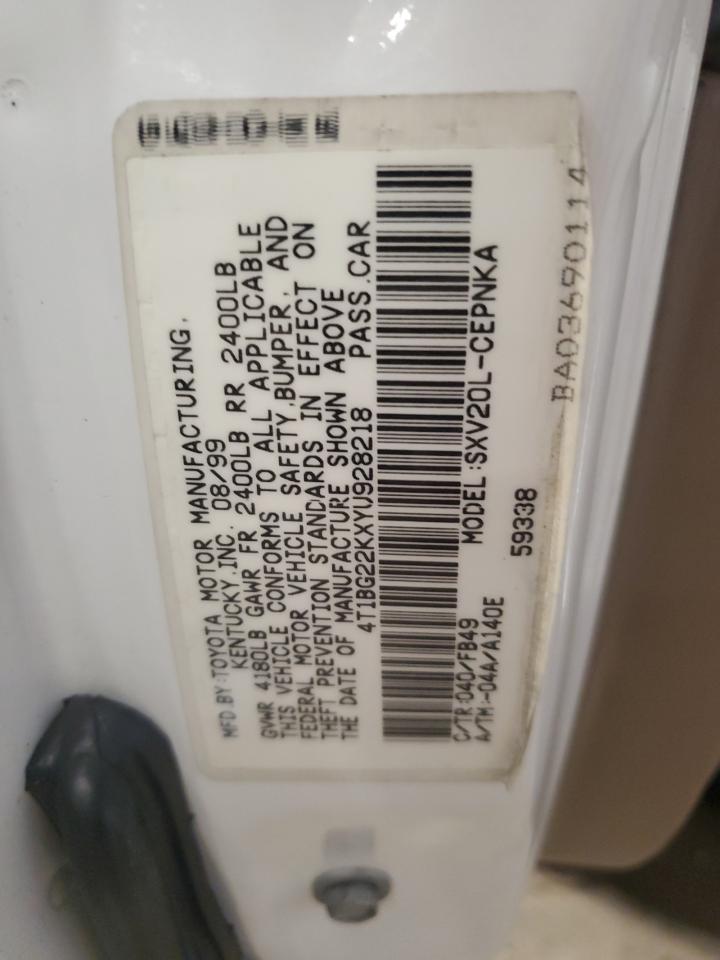 MFD.BY:TOYOTA MOTOR MANUFACTURING.
KENTUCKY,INC. 08/99
GVWR 4180LB GAWR FR 2400LB RR 2400LB
THIS VEHICLE CONFORMS TO ALL APPLICABLE
FEDERAL MOTOR VEHICLE SAFETY,BUMPER, AND
THEFT PREVENTION STANDARDS IN EFFECT ON
THE DATE OF MANUFACTURE SHOWN ABOVE
4T1BG22KXYU928218 PASS.CAR
C/TR:040/FB49 MODEL:SXV20L-CEPNKA
A/TM:-04A/A140E
59338
BA03690114